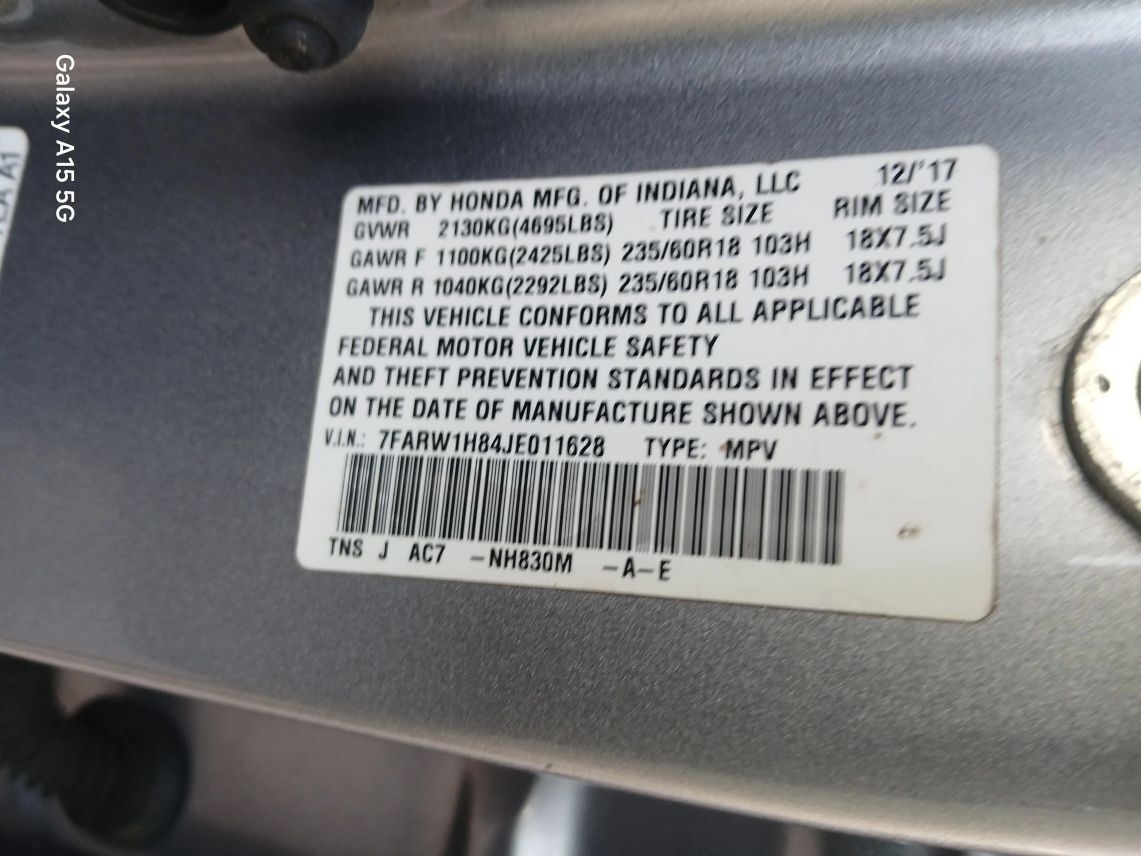 Galaxy A15 5G
MFD. BY HONDA MFG. OF INDIANA, LLC 12/'17
GVWR 2130KG(4695LBS) TIRE SIZE RIM SIZE
GAWR F 1100KG(2425LBS) 235/60R18 103H 18X7.5J
GAWR R 1040KG(2292LBS) 235/60R18 103H 18X7.5J
THIS VEHICLE CONFORMS TO ALL APPLICABLE
FEDERAL MOTOR VEHICLE SAFETY
AND THEFT PREVENTION STANDARDS IN EFFECT
ON THE DATE OF MANUFACTURE SHOWN ABOVE.
V.I.N.: 7FARW1H84JE011628 TYPE: MPV
TNS J AC7 -NH830M -A-E